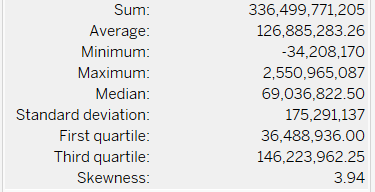 Sum: 336,499,771,205
Average: 126,885,283.26
Minimum: -34,208,170
Maximum: 2,550,965,087
Median: 69,036,822.50
Standard deviation: 175,291,137
First quartile: 36,488,936.00
Third quartile: 146,223,962.25
Skewness: 3.94